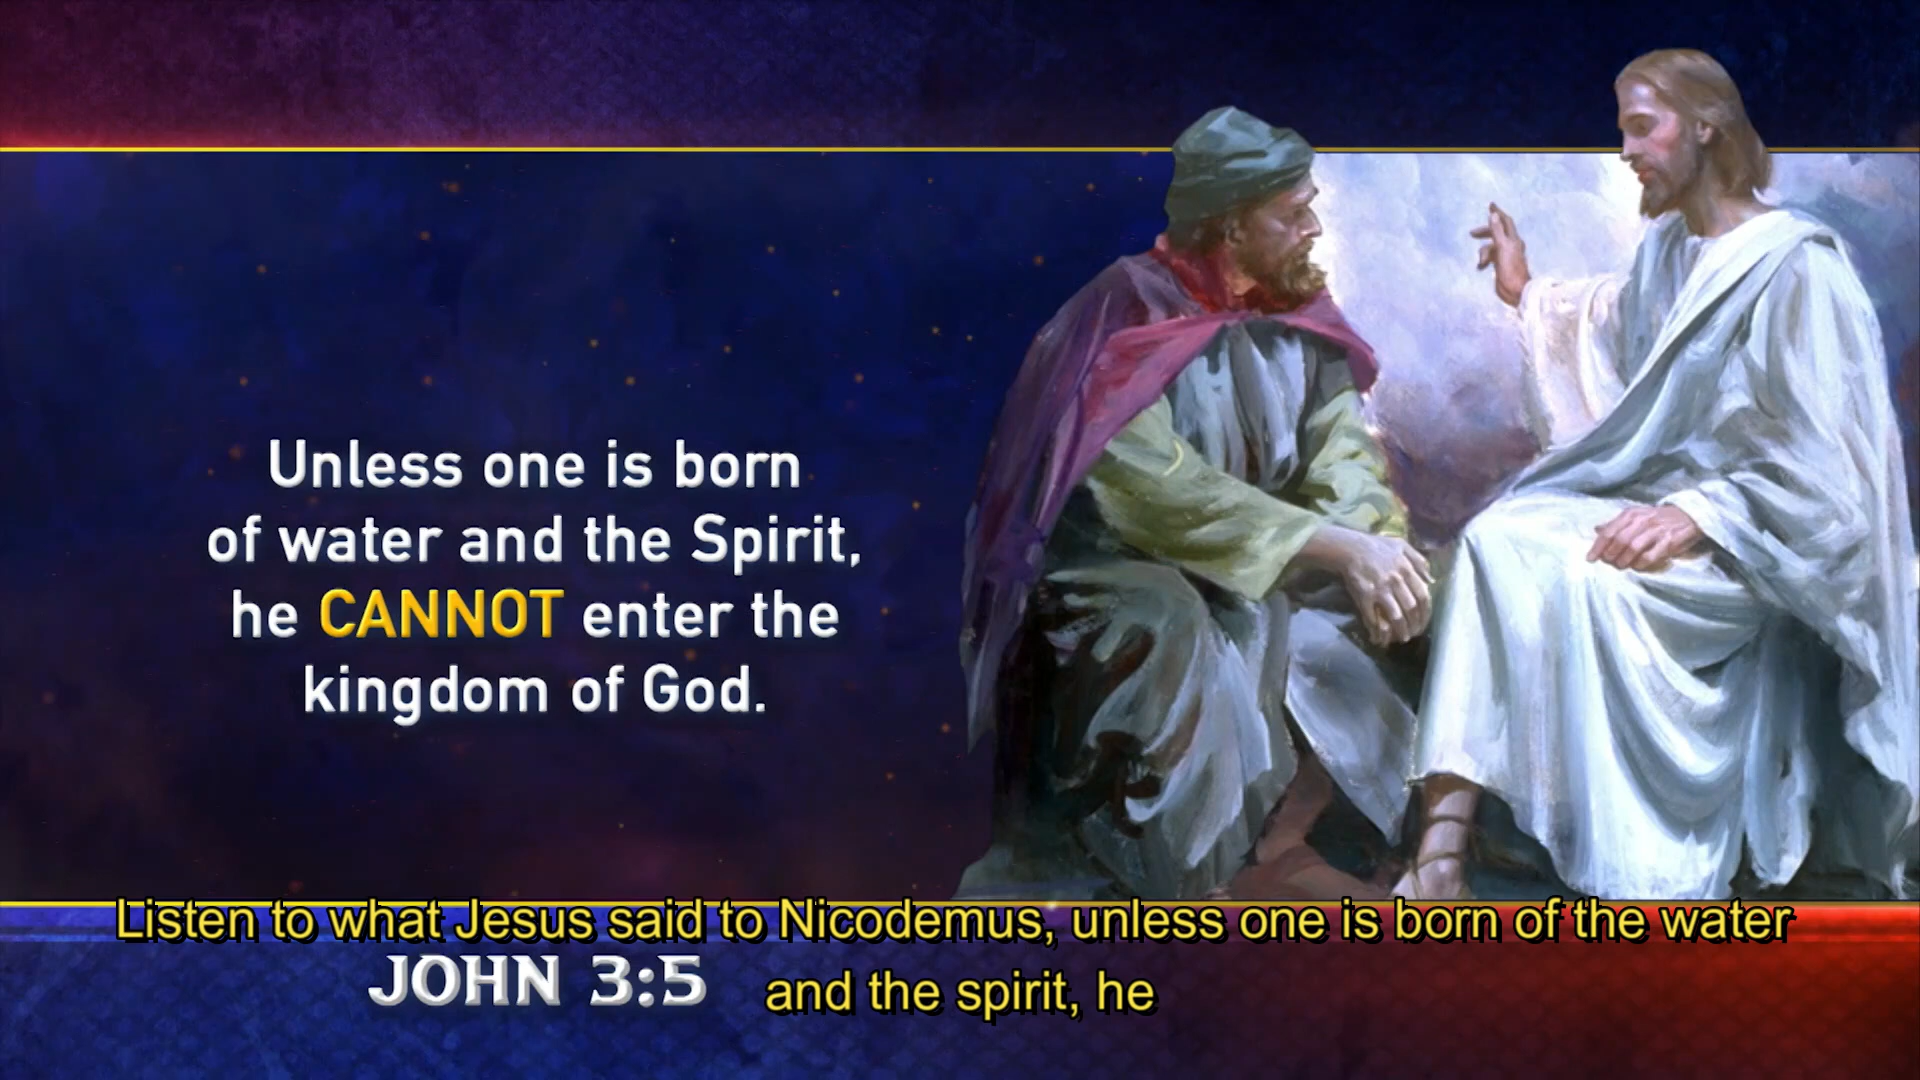 Unless one is born
of water and the Spirit,
he CANNOT enter the
kingdom of God.
Listen to what Jesus said to Nicodemus, unless one is born of the water
and the spirit, he
JOHN 3:5